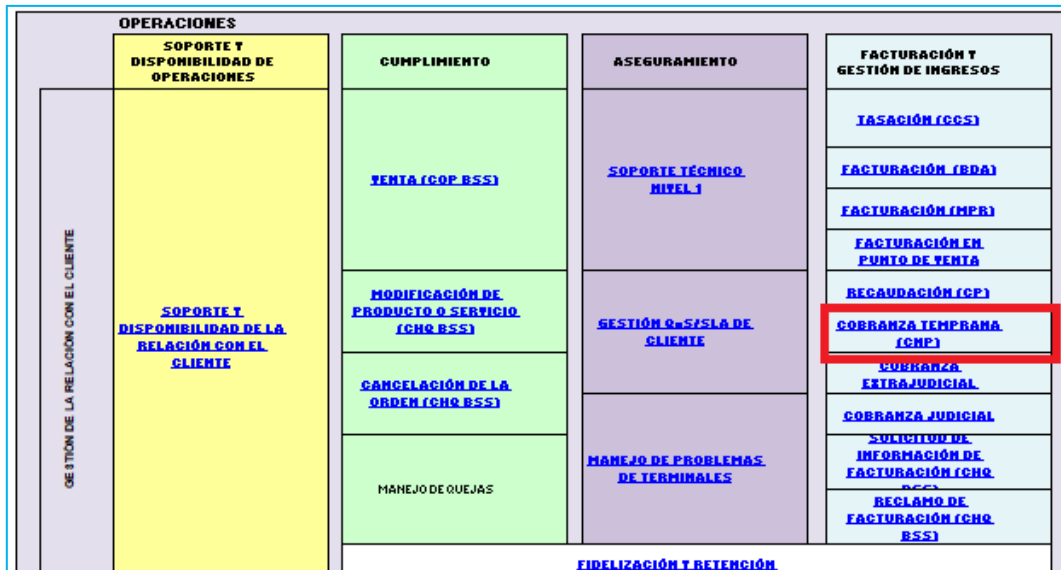 OPERACIONES
SOPORTE Y
DISPONIBILIDAD DE
OPERACIONES
CUMPLIMIENTO
ASEGURAMIENTO
FACTURACIÓN Y
GESTIÓN DE INGRESOS
GESTIÓN DE LA RELACIÓN CON EL CLIENTE
SOPORTE Y
DISPONIBILIDAD DE LA
RELACIÓN CON EL
CLIENTE
VENTA (COP BSS)
MODIFICACIÓN DE
PRODUCTO O SERVICIO
(CHQ BSS)
CANCELACIÓN DE LA
ORDEN (CHQ BSS)
MANEJO DE QUEJAS
SOPORTE TÉCNICO
NIVEL 1
GESTIÓN QoS/SLA DE
CLIENTE
MANEJO DE PROBLEMAS
DE TERMINALES
TASACIÓN (CCS)
FACTURACIÓN (BDA)
FACTURACIÓN (MPR)
FACTURACIÓN EN
PUNTO DE VENTA
RECAUDACIÓN (CP)
COBRANZA TEMPRANA
(CMP)
COBRANZA
EXTRAJUDICIAL
COBRANZA JUDICIAL
SOLICITUD DE
INFORMACIÓN DE
FACTURACIÓN (CHQ
BSS)
RECLAMO DE
FACTURACIÓN (CHQ
BSS)
FIDELIZACIÓN Y RETENCIÓN